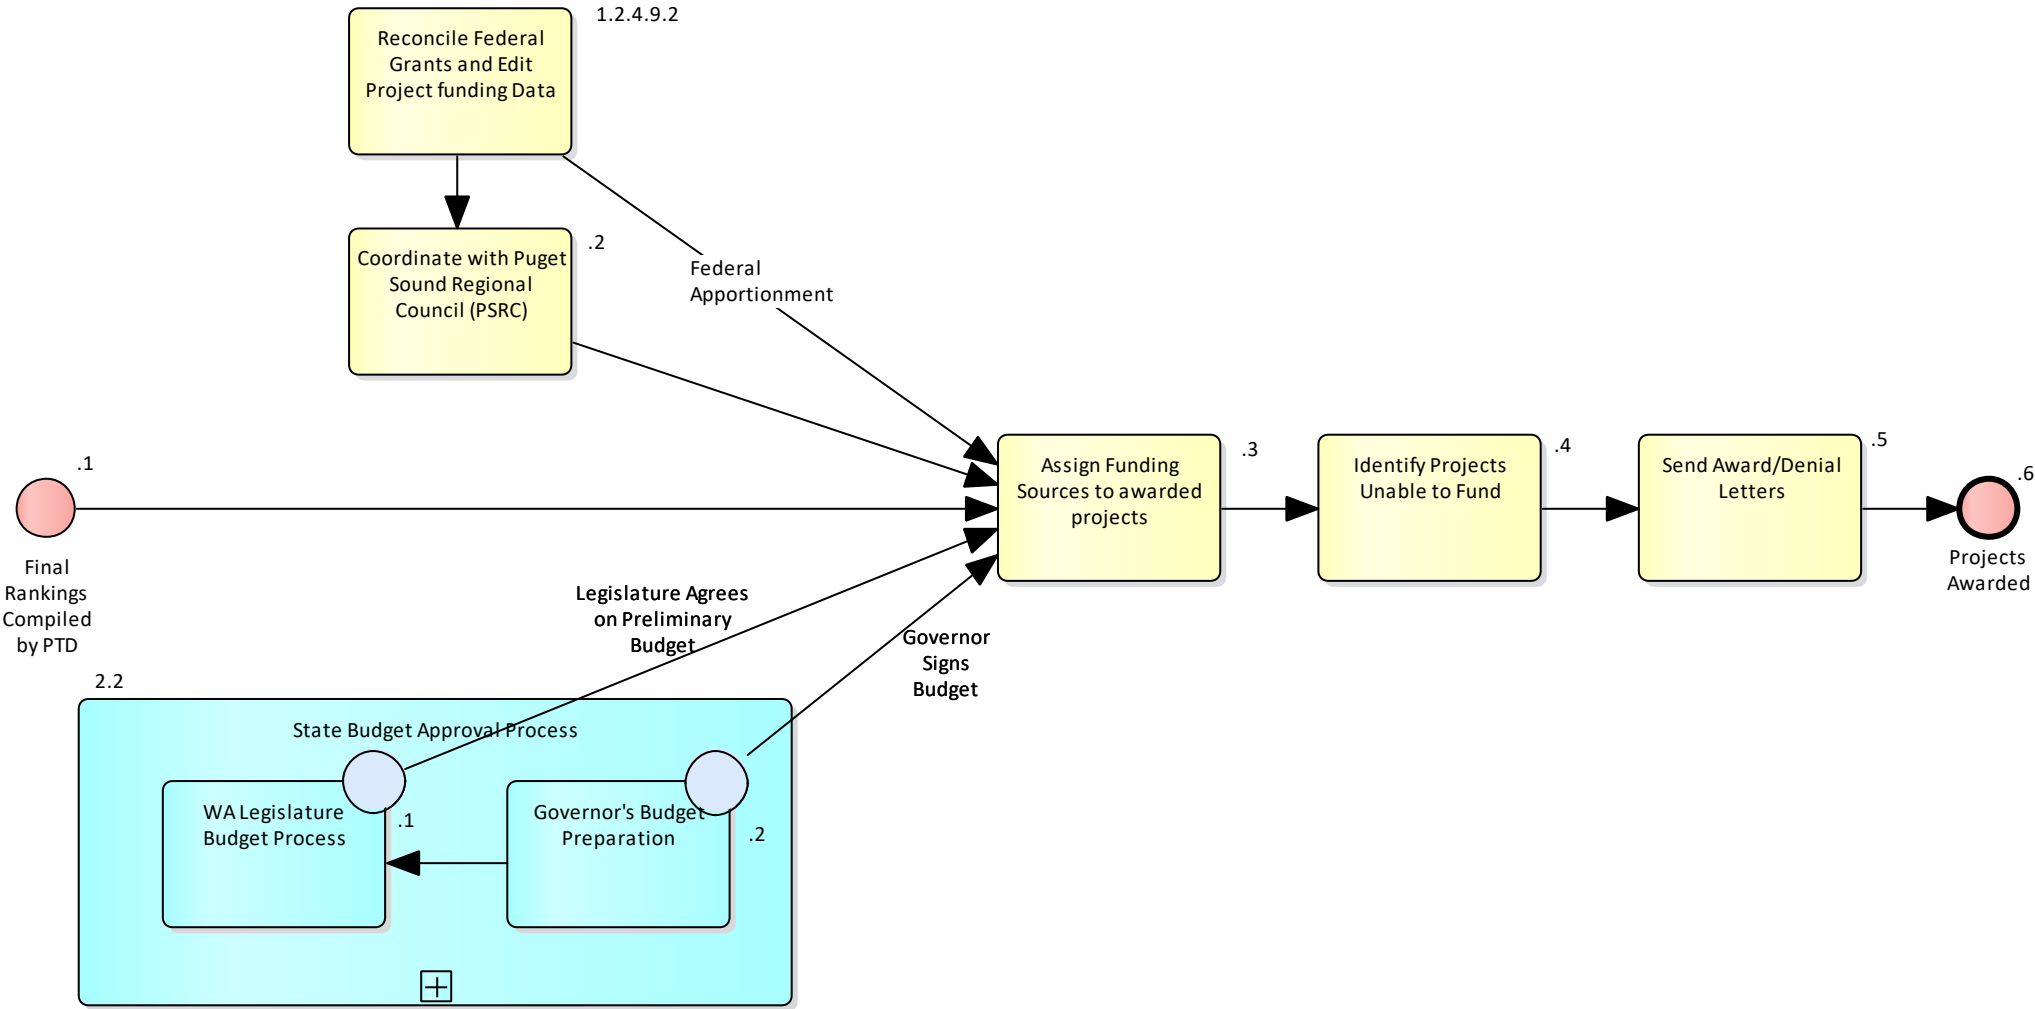 1.2.4.9.2
Reconcile Federal
Grants and Edit
Project funding Data
.2
Coordinate with Puget
Sound Regional
Council (PSRC)
Federal
Apportionment
.1
Final
Rankings
Compiled
by PTD
Assign Funding
Sources to awarded
projects
.3
Identify Projects
Unable to Fund
.4
Send Award/Denial
Letters
.5
.6
Projects
Awarded
Legislature Agrees
on Preliminary
Budget
Governor
Signs
Budget
2.2
State Budget Approval Process
WA Legislature
Budget Process
.1
Governor's Budget
Preparation
.2